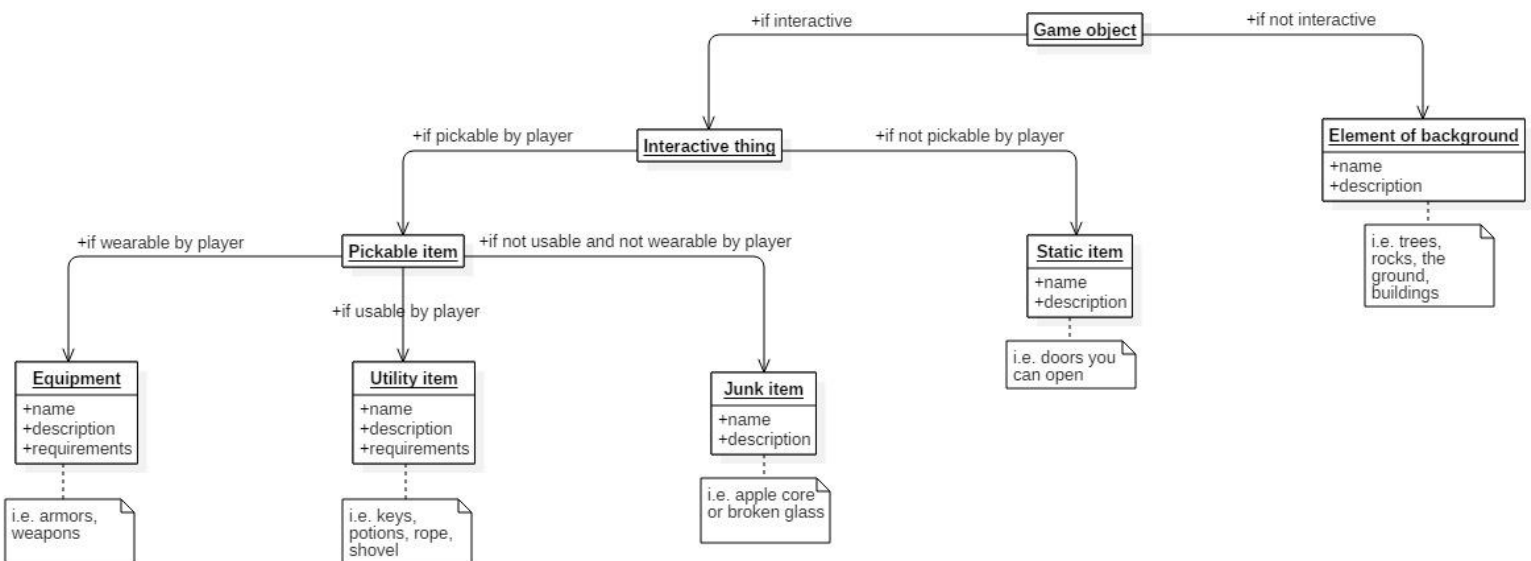 +if interactive
Game object
+if not interactive
+if pickable by player
Interactive thing
+if not pickable by player
Element of background
+name
+description
+if wearable by player
Pickable item
+if not usable and not wearable by player
Static item
+name
+description
i.e. trees,
rocks, the
ground,
buildings
+if usable by player
i.e. doors you
can open
Equipment
+name
+description
+requirements
Utility item
+name
+description
+requirements
Junk item
+name
+description
i.e. armors,
weapons
i.e. keys,
potions, rope,
shovel
i.e. apple core
or broken glass